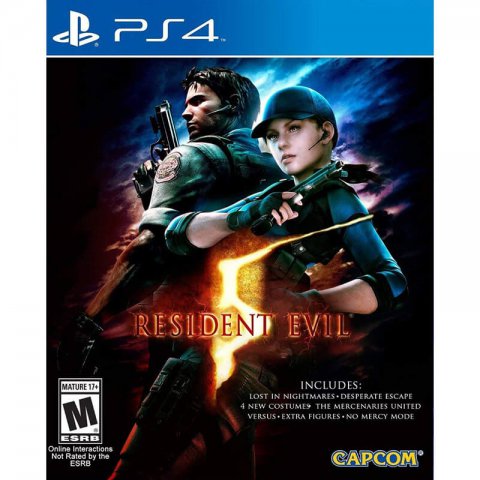 PS4
RESIDENT EVIL
5
INCLUDES:
LOST IN NIGHTMARES • DESPERATE ESCAPE
4 NEW COSTUMES • THE MERCENARIES UNITED
VERSUS • EXTRA FIGURES • NO MERCY MODE
MATURE 17+
M
ESRB
Online Interactions
Not Rated by the
ESRB
CAPCOM